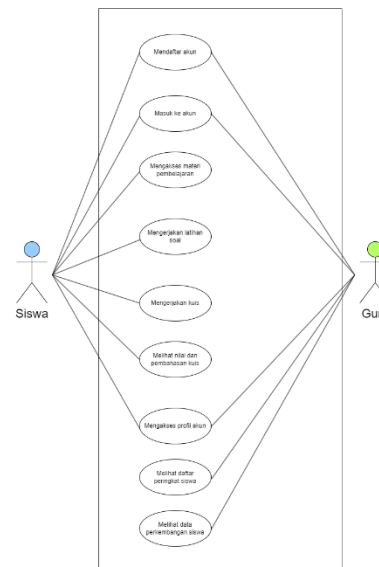 Mendaftar akun
Masuk ke akun
Mengakses materi
pembelajaran
Mengerjakan latihan
soal
Siswa
Mengerjakan kuis
Gur
Melihat nilai dan
pembahasan kuis
Mengakses profil akun
Melihat daftar
peringkat siswa
Melihat data
perkembangan siswa